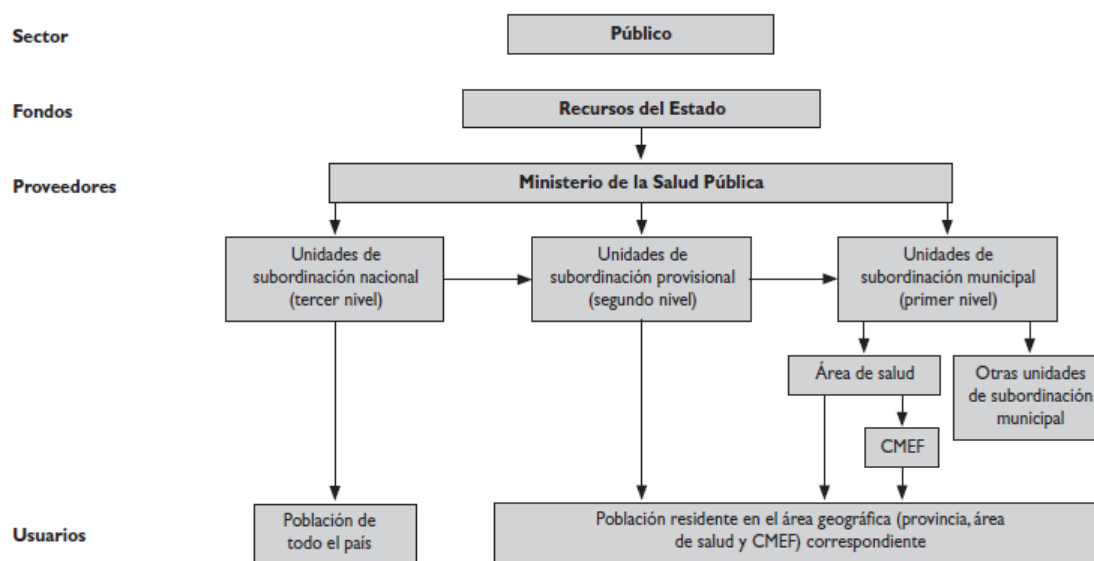 Sector
Público
Fondos
Recursos del Estado
Proveedores
Ministerio de la Salud Pública
Unidades de
subordinación nacional
(tercer nivel)
Unidades de
subordinación provisional
(segundo nivel)
Unidades de
subordinación municipal
(primer nivel)
Área de salud
Otras unidades
de subordinación
municipal
CMEF
Usuarios
Población de
todo el país
Población residente en el área geográfica (provincia, área
de salud y CMEF) correspondiente